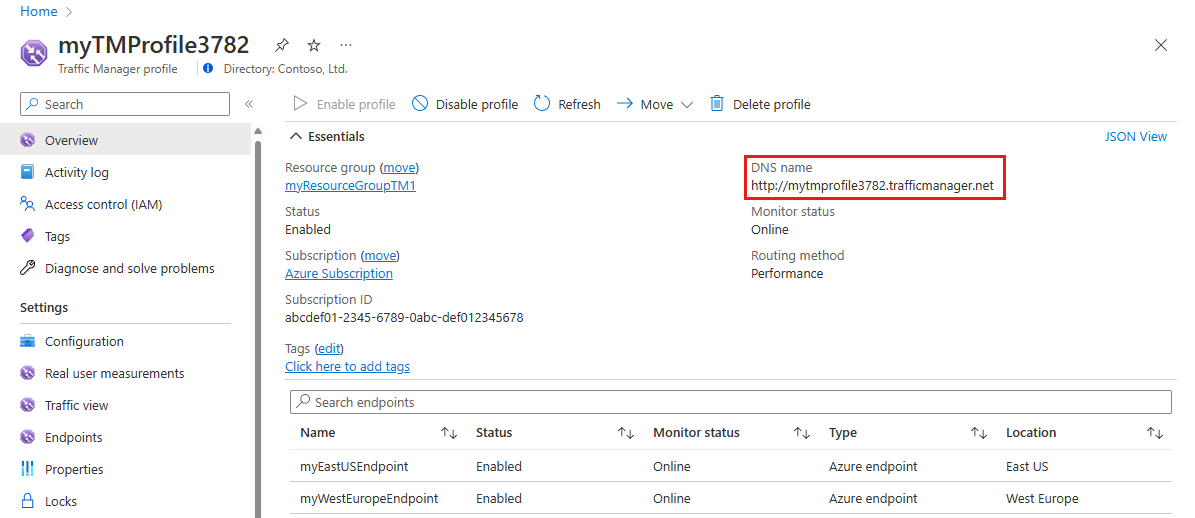 Home
myTMProfile3782
Traffic Manager profile
Directory: Contoso, Ltd.
Search
Overview
Activity log
Access control (IAM)
Tags
Diagnose and solve problems
Settings
Configuration
Real user measurements
Traffic view
Endpoints
Properties
Locks
Enable profile Disable profile Refresh Move Delete profile
Essentials
JSON View
Resource group (move)
myResourceGroupTM1
Status
Enabled
Subscription (move)
Azure Subscription
Subscription ID
abcdef01-2345-6789-0abc-def012345678
Tags (edit)
Click here to add tags
DNS name
http://mytmprofile3782.trafficmanager.net
Monitor status
Online
Routing method
Performance
Search endpoints
Name Status Monitor status Type Location
myEastUSEndpoint Enabled Online Azure endpoint East US
myWestEuropeEndpoint Enabled Online Azure endpoint West Europe